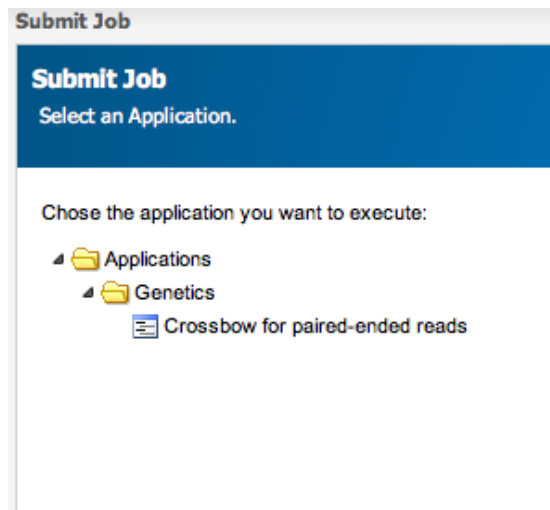 Submit Job
Submit Job
Select an Application.
Chose the application you want to execute:
Applications
Genetics
Crossbow for paired-ended reads